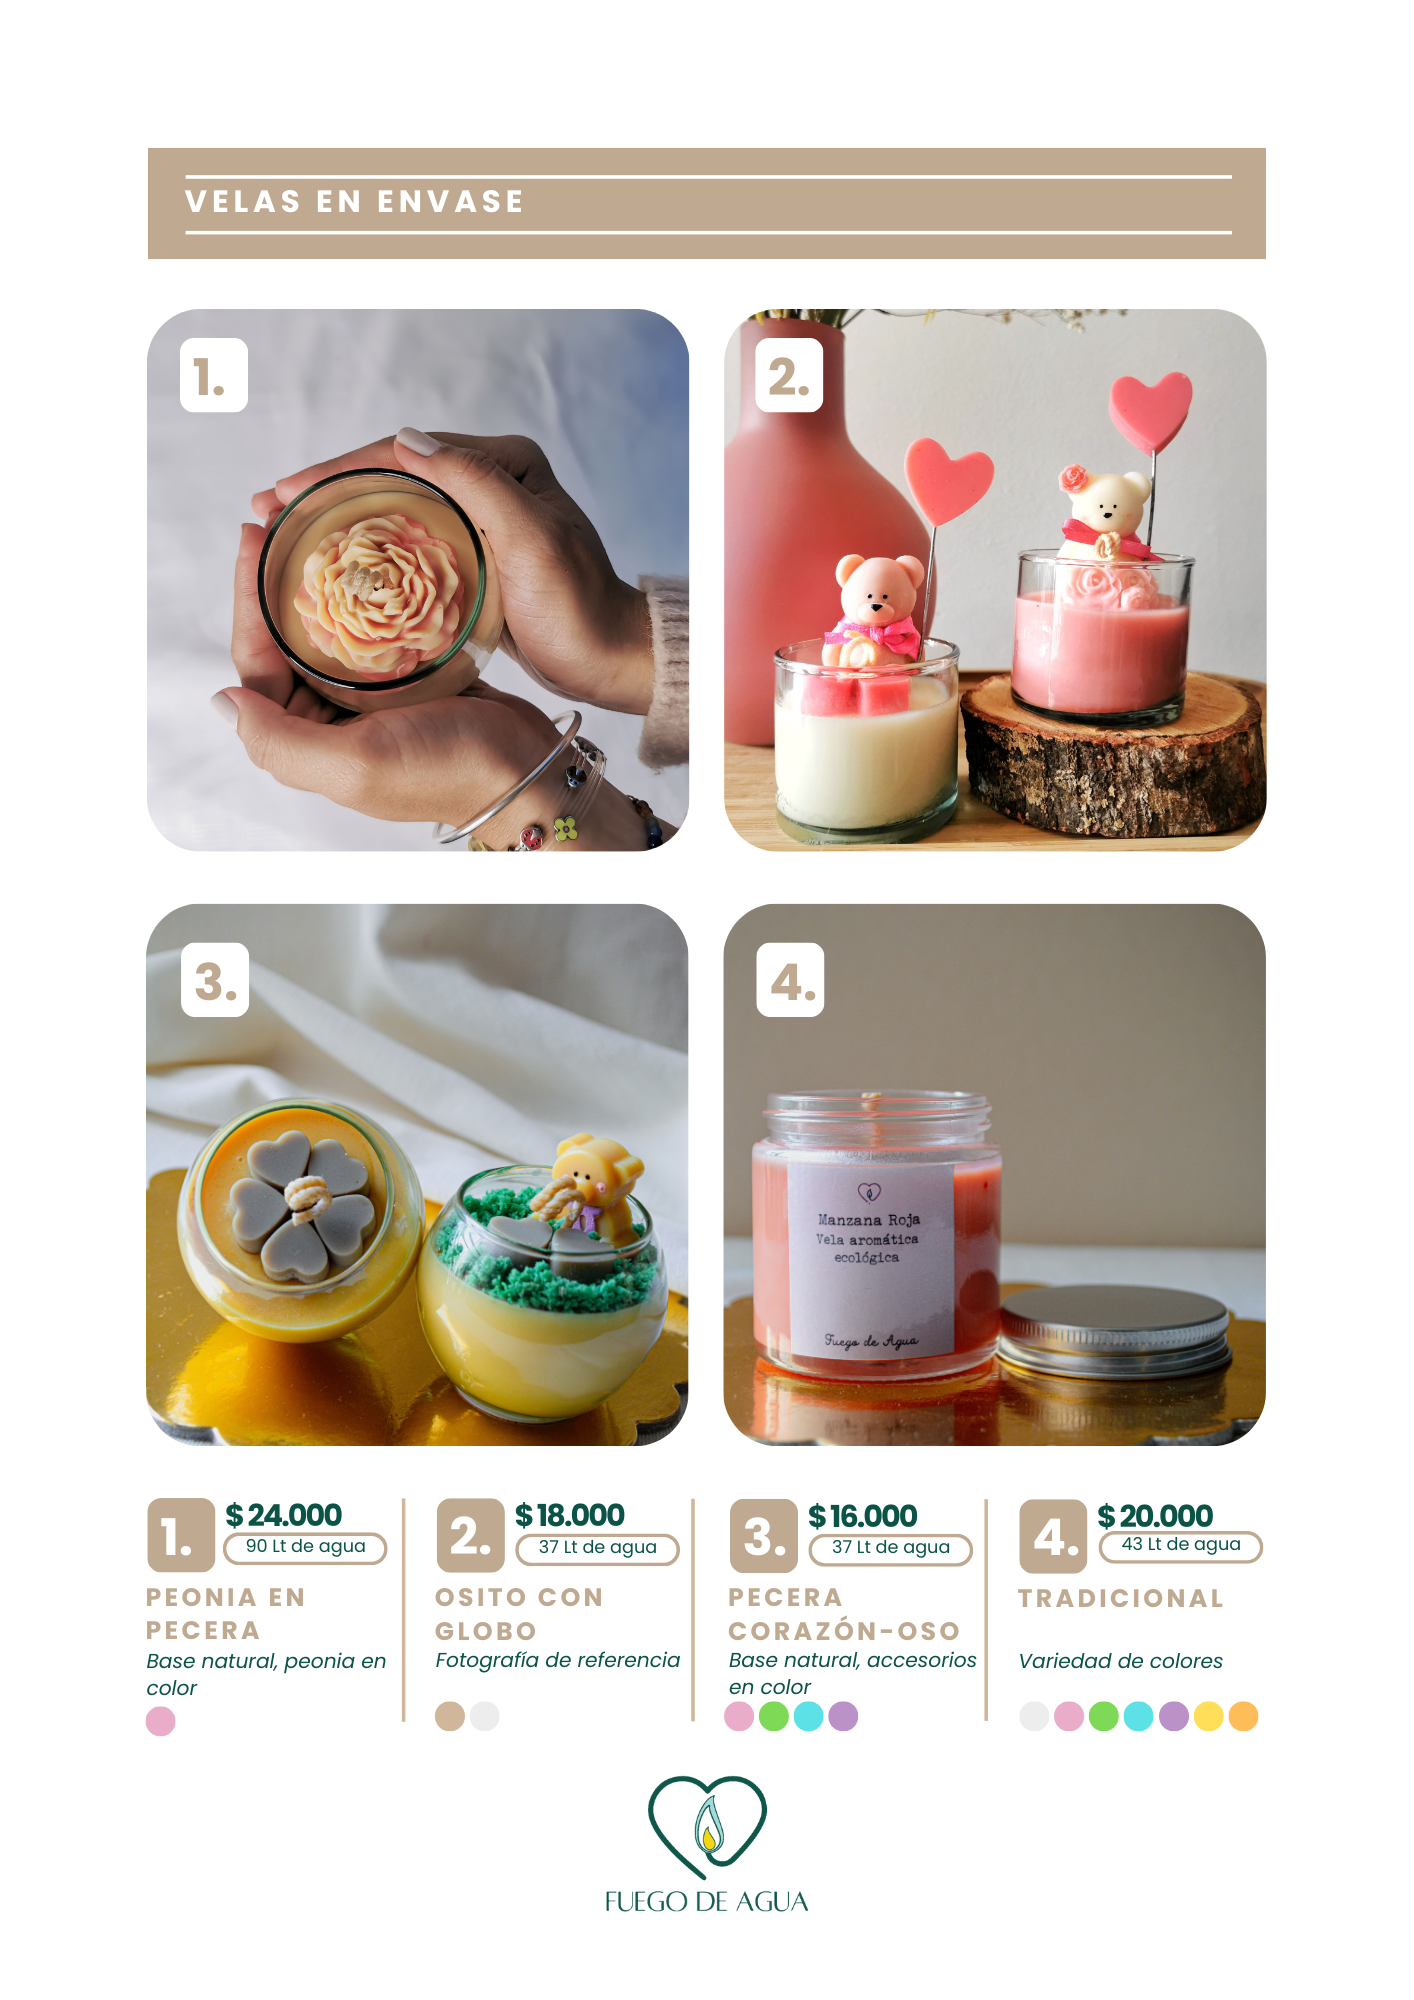 VELAS EN ENVASE
1.
2.
3.
4.
Manzana Roja
Vela aromática
ecológica
Fuego de Agua
1.
$ 24.000
90 Lt de agua
PEONIA EN
PECERA
Base natural, peonia en
color
2.
$ 18.000
37 Lt de agua
OSITO CON
GLOBO
Fotografía de referencia
3.
$ 16.000
37 Lt de agua
PECERA
CORAZÓN-OSO
Base natural, accesorios
en color
4.
$ 20.000
43 Lt de agua
TRADICIONAL
Variedad de colores
FUEGO DE AGUA